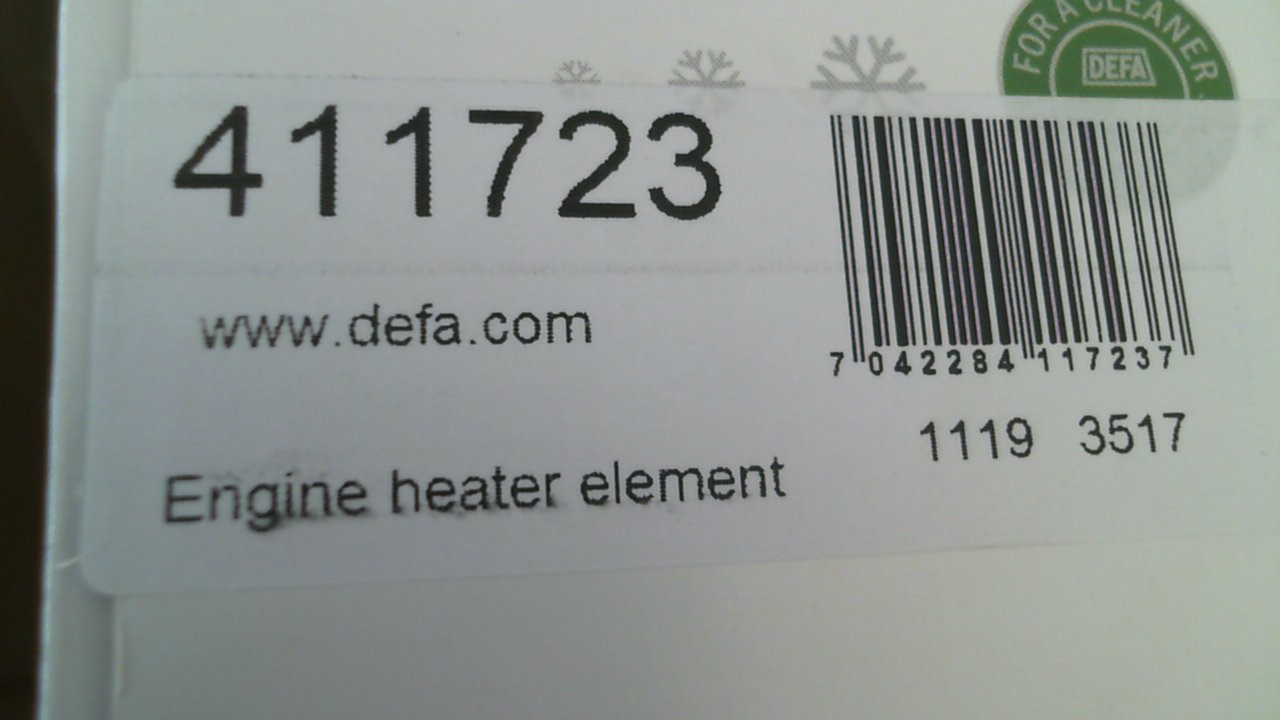 FOR A CLEANER
DEFA
411723
www.defa.com
7 042284 117237
1119 3517
Engine heater element